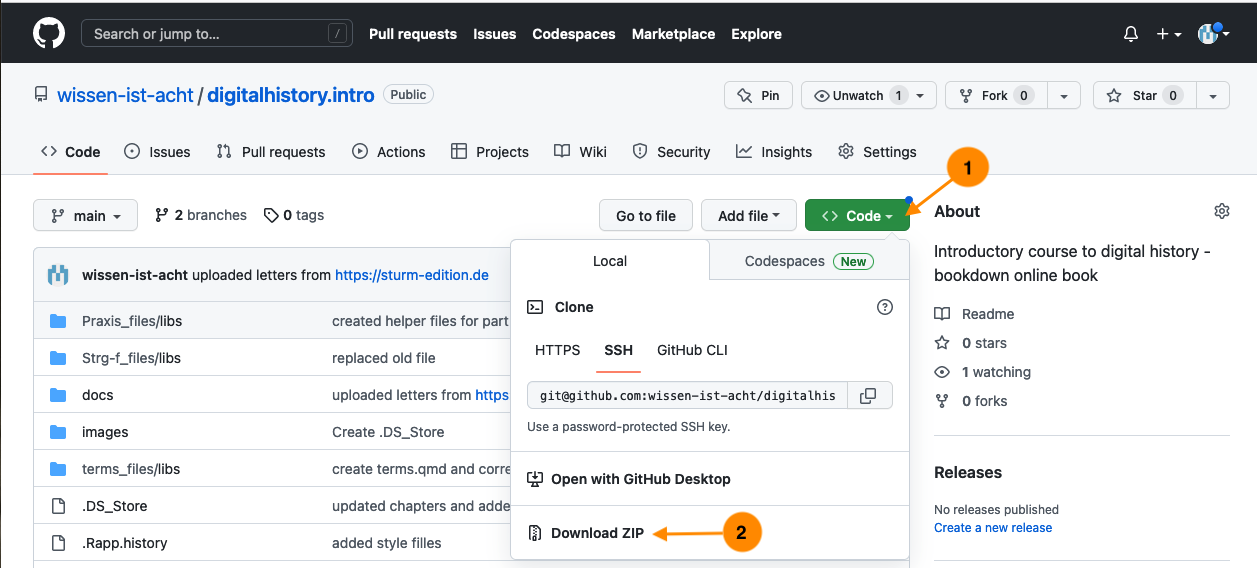 Search or jump to... / Pull requests Issues Codespaces Marketplace Explore
wissen-ist-acht / digitalhistory.intro Public Pin Unwatch 1 Fork 0 Star 0
Code Issues Pull requests Actions Projects Wiki Security Insights Settings
1
main 2 branches 0 tags Go to file Add file Code About
Introductory course to digital history -
bookdown online book
wissen-ist-acht uploaded letters from https://sturm-edition.de
Praxis_files/libs created helper files for part
Strg-f_files/libs replaced old file
docs uploaded letters from https
images Create .DS_Store
terms_files/libs create terms.qmd and corre
.DS_Store updated chapters and adde
.Rapp.history added style filles
Local Codespaces New
Clone
HTTPS SSH GitHub CLI
git@github.com:wissen-ist-acht/digitalhis
Use a password-protected SSH key.
Open with GitHub Desktop
Download ZIP 2
Readme
0 stars
1 watching
0 forks
Releases
No releases published
Create a new release